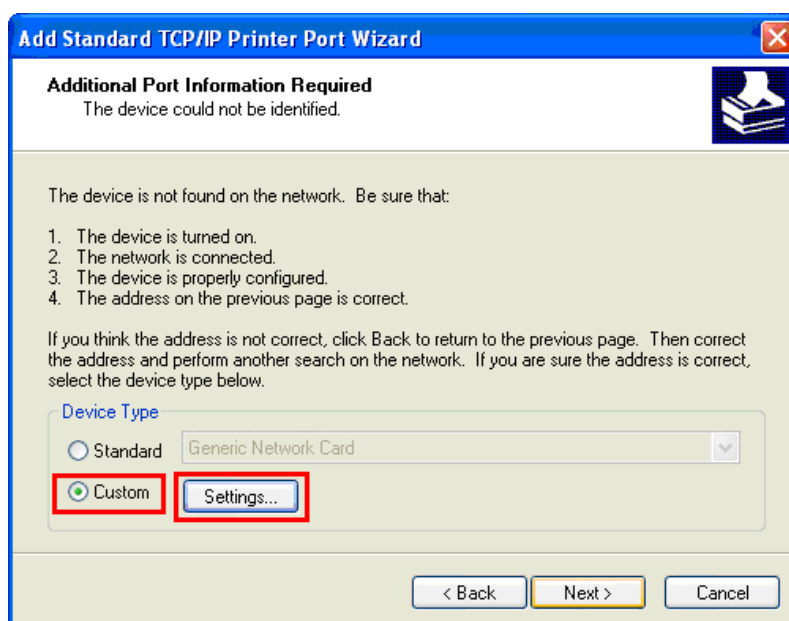 Add Standard TCP/IP Printer Port Wizard
Additional Port Information Required
The device could not be identified.
The device is not found on the network.  Be sure that:
1.  The device is turned on.
2.  The network is connected.
3.  The device is properly configured.
4.  The address on the previous page is correct.
If you think the address is not correct, click Back to return to the previous page.  Then correct
the address and perform another search on the network.  If you are sure the address is correct,
select the device type below.
Device Type
Standard
Generic Network Card
Custom
Settings...
< Back
Next >
Cancel